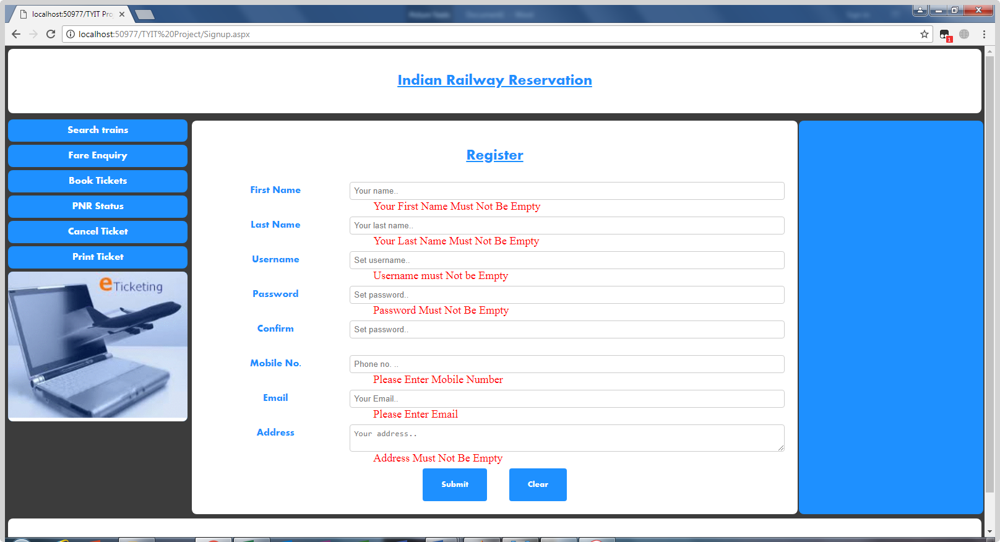 localhost:50977/TYIT Pro
localhost:50977/TYIT%20Project/Signup.aspx
1
Indian Railway Reservation
Search trains
Fare Enquiry
Book Tickets
PNR Status
Cancel Ticket
Print Ticket
eTicketing
Register
First Name
Your name..
Your First Name Must Not Be Empty
Last Name
Your last name..
Your Last Name Must Not Be Empty
Username
Set username..
Username must Not be Empty
Password
Set password..
Password Must Not Be Empty
Confirm
Set password..
Mobile No.
Phone no. ..
Please Enter Mobile Number
Email
Your Email..
Please Enter Email
Address
Your address..
Address Must Not Be Empty
Submit
Clear